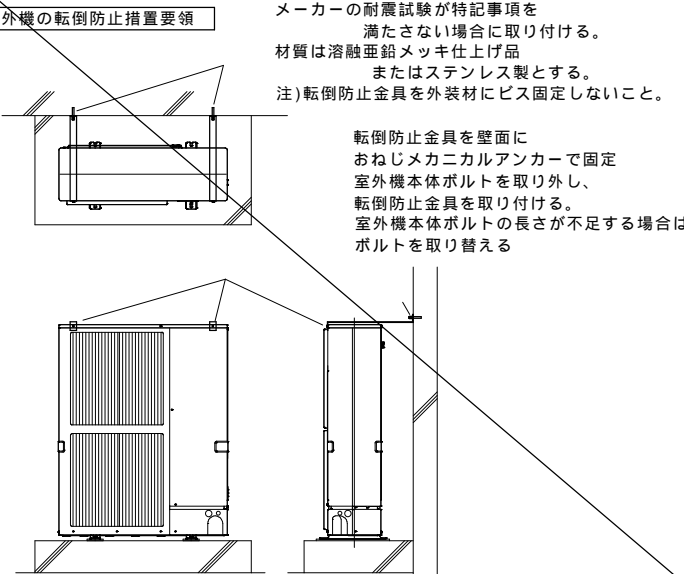 外機の転倒防止措置要領
メーカーの耐震試験が特記事項を
満たさない場合に取り付ける。
材質は溶融亜鉛メッキ仕上げ品
またはステンレス製とする。
注)転倒防止金具を外装材にビス固定しないこと。
転倒防止金具を壁面に
おねじメカニカルアンカーで固定
室外機本体ボルトを取り外し、
転倒防止金具を取り付ける。
室外機本体ボルトの長さが不足する場合は
ボルトを取り替える